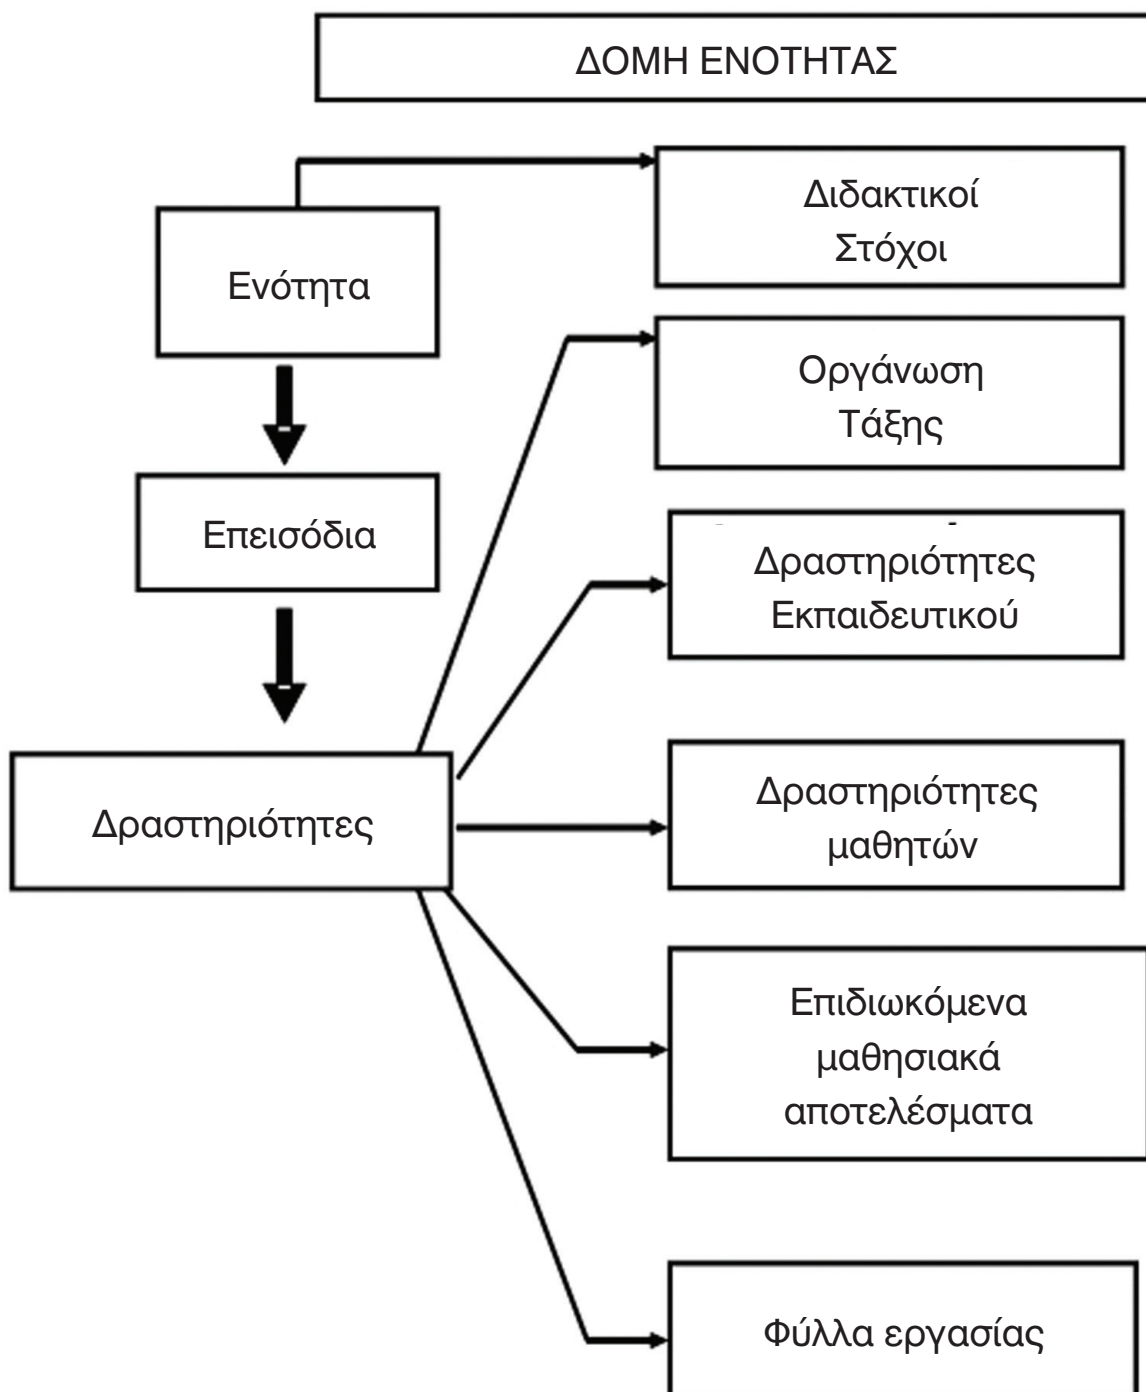 ΔΟΜΗ ΕΝΟΤΗΤΑΣ
Διδακτικοί
Στόχοι
Ενότητα
Οργάνωση
Τάξης
Επεισόδια
Δραστηριότητες
Εκπαιδευτικού
Δραστηριότητες
Δραστηριότητες
μαθητών
Επιδιωκόμενα
μαθησιακά
αποτελέσματα
Φύλλα εργασίας